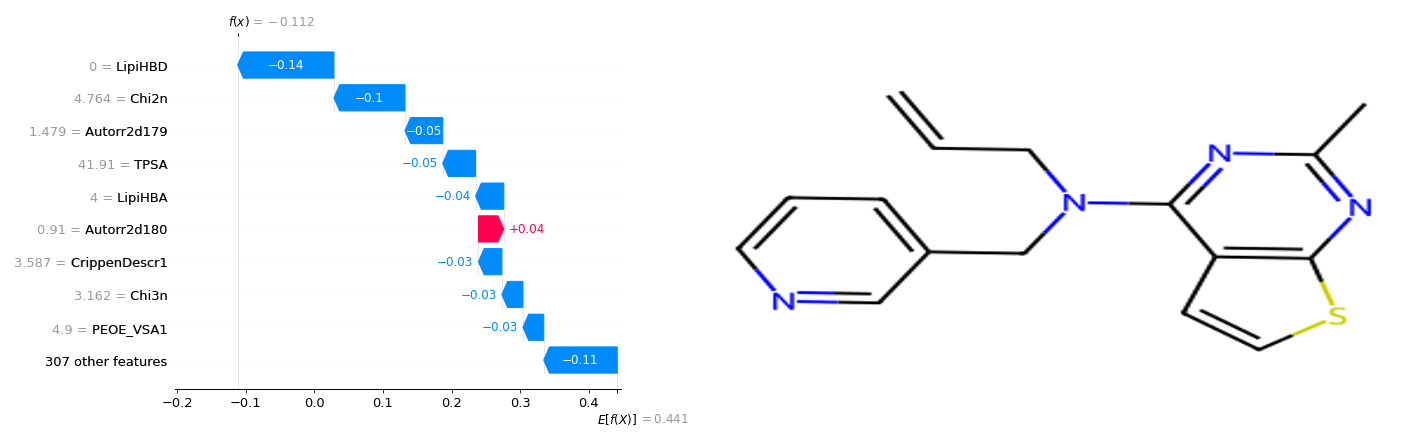 f(x) = −0.112
0 = LipiHBD
−0.14
4.764 = Chi2n
−0.1
1.479 = Autorr2d179
−0.05
41.91 = TPSA
−0.05
4 = LipiHBA
−0.04
0.91 = Autorr2d180
+0.04
3.587 = CrippenDescr1
−0.03
3.162 = Chi3n
−0.03
4.9 = PEOE_VSA1
−0.03
307 other features
−0.11
−0.2 −0.1 0.0 0.1 0.2 0.3 0.4
E[f(X)] = 0.441
N
N
N
N
S